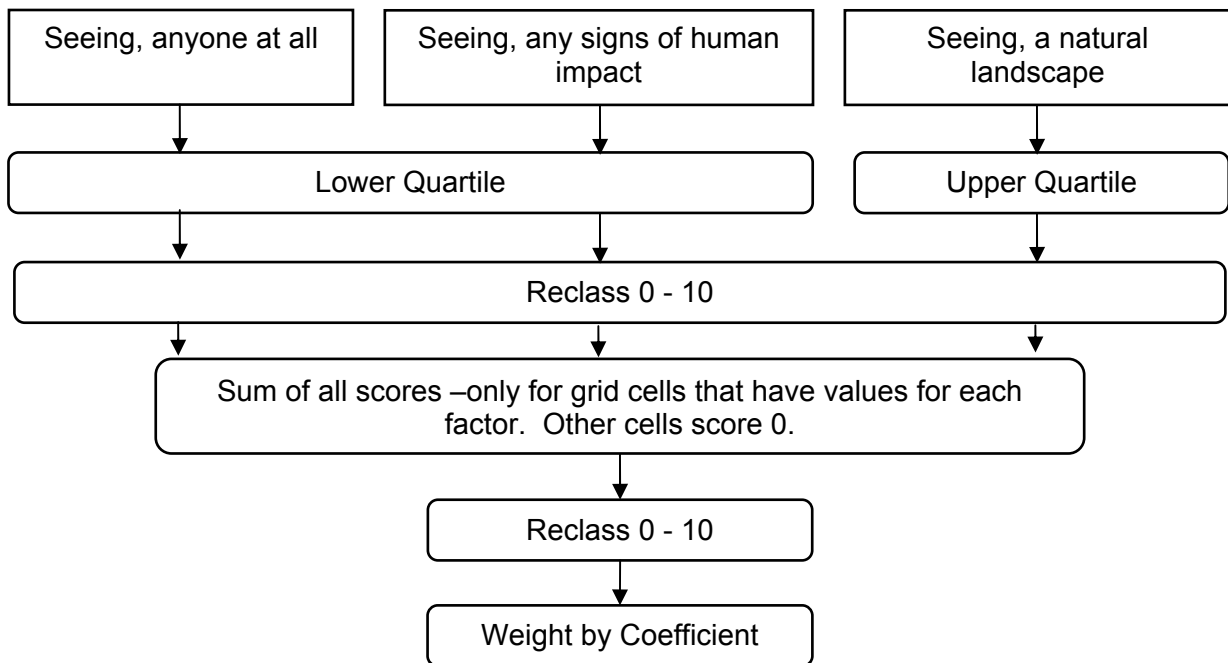 Seeing, anyone at all
Seeing, any signs of human
impact
Seeing, a natural
landscape
Lower Quartile
Upper Quartile
Reclass 0 - 10
Sum of all scores –only for grid cells that have values for each
factor.  Other cells score 0.
Reclass 0 - 10
Weight by Coefficient